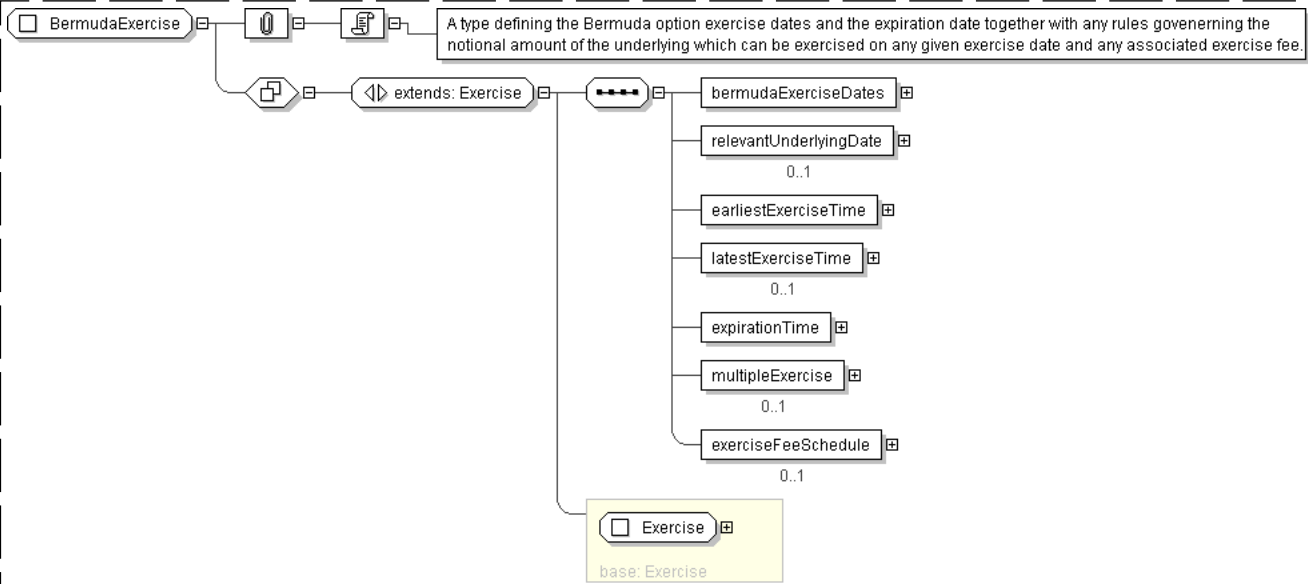 BermudaExercise
A type defining the Bermuda option exercise dates and the expiration date together with any rules govenerning the
notional amount of the underlying which can be exercised on any given exercise date and any associated exercise fee.
extends: Exercise
bermudaExerciseDates
relevantUnderlyingDate
0..1
earliestExerciseTime
latestExerciseTime
0..1
expirationTime
multipleExercise
0..1
exerciseFeeSchedule
0..1
Exercise
base: Exercise